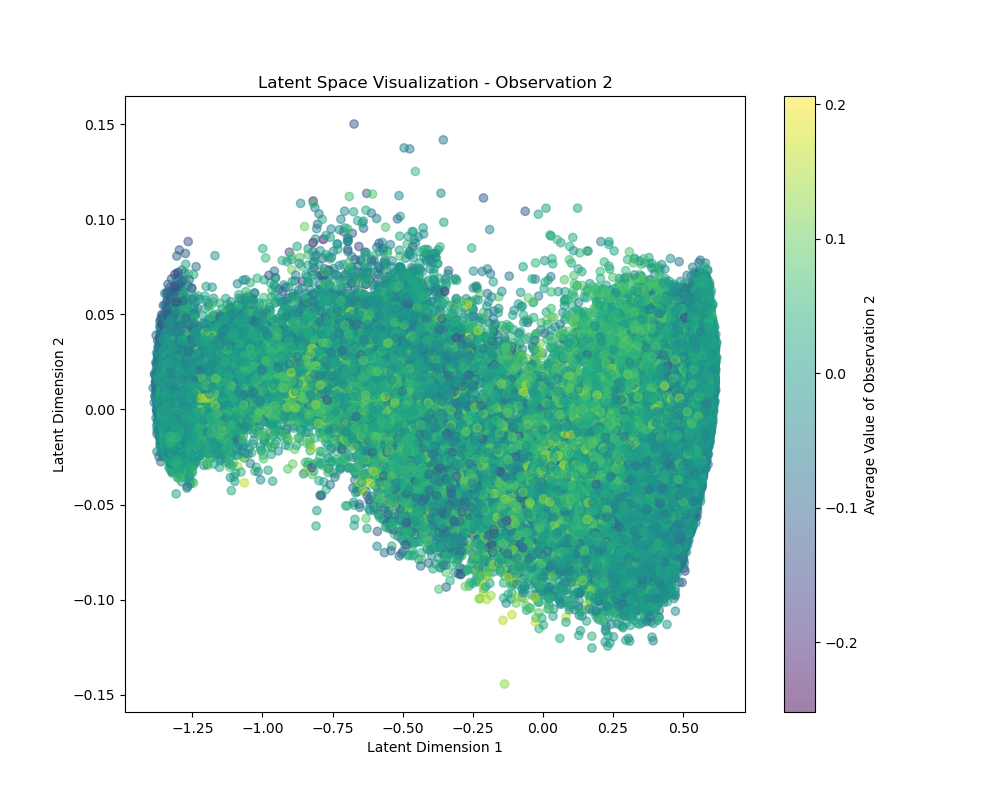 Latent Space Visualization - Observation 2
0.15
0.10
0.05
0.00
−0.05
−0.10
−0.15
Latent Dimension 2
−1.25 −1.00 −0.75 −0.50 −0.25 0.00 0.25 0.50
Latent Dimension 1
0.2
0.1
0.0
−0.1
−0.2
Average Value of Observation 2